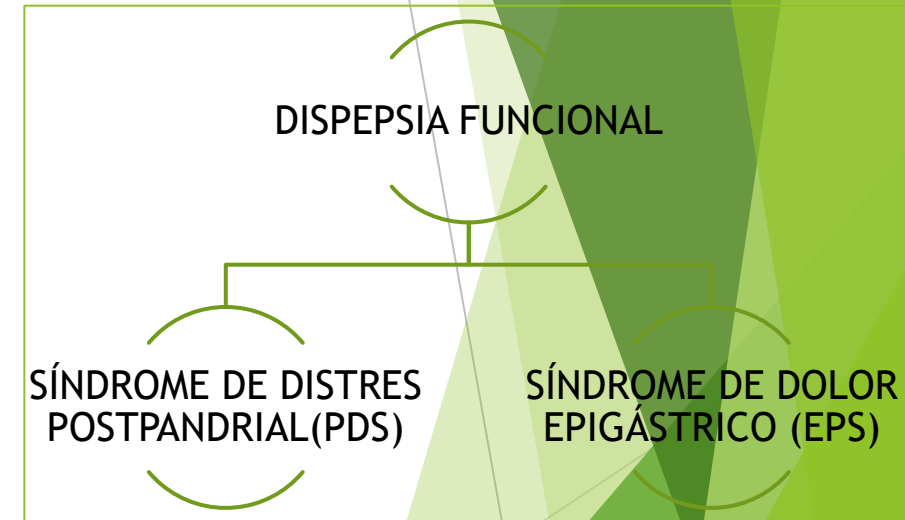 DISPEPSIA FUNCIONAL
SÍNDROME DE DISTRES
POSTPANDRIAL(PDS)
SÍNDROME DE DOLOR
EPIGÁSTRICO (EPS)